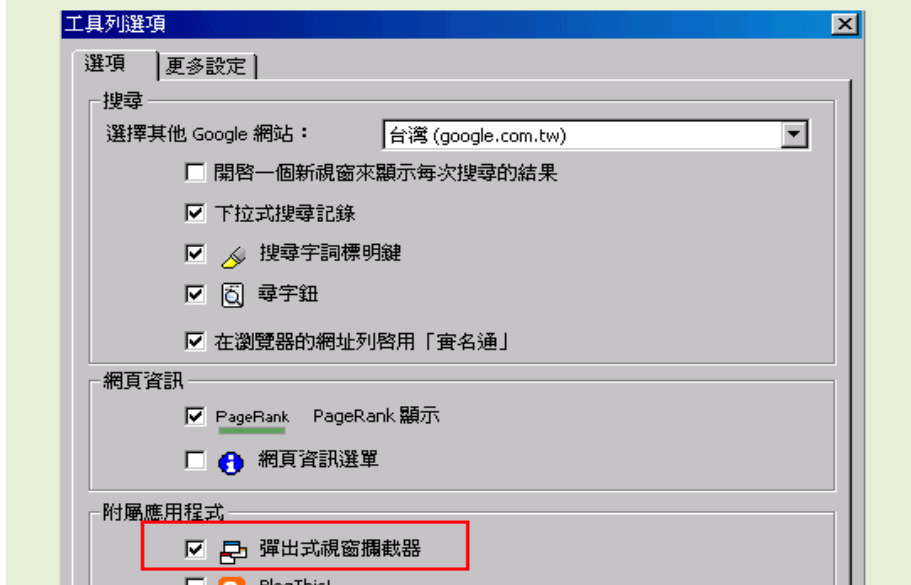 工具列選項
選項
更多設定
搜尋
選擇其他 Google 網站：
台灣 (google.com.tw)
開啓一個新視窗來顯示每次搜尋的結果
下拉式搜尋記錄
搜尋字詞標明鍵
尋字鈕
在瀏覽器的網址列啓用「實名通」
網頁資訊
PageRank PageRank 顯示
網頁資訊選單
附屬應用程式
彈出式視窗攔截器
BlogThis!